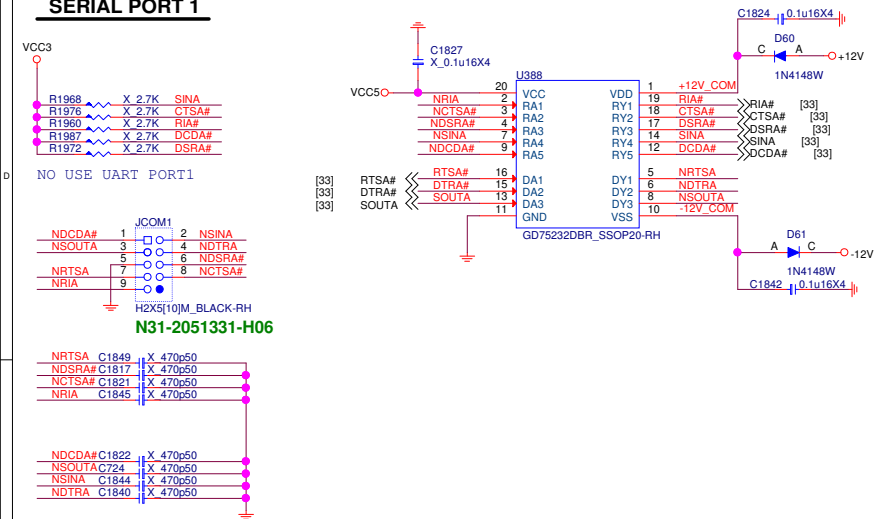 SERIAL PORT 1
VCC3
R1968 X_2.7K SINA
R1976 X_2.7K CTSA#
R1960 X_2.7K RIA#
R1987 X_2.7K DCDA#
R1972 X_2.7K DSRA#
NO USE UART PORT1
D
C1827
X_0.1u16X4
VCC5
C1824 0.1u16X4
D60
C A
+12V
1N4148W
U388
20 VCC VDD 1 +12V_COM
NRIA 2 RA1 RY1 19 RIA# RIA# [33]
NCTSA# 3 RA2 RY2 18 CTSA# CTSA# [33]
NDSRA# 4 RA3 RY3 17 DSRA# DSRA# [33]
NSINA 7 RA4 RY4 14 SINA SINA [33]
NDCDA# 9 RA5 RY5 12 DCDA# DCDA# [33]
[33] RTSA# RTSA# 16 DA1 DY1 5 NRTSA
[33] DTRA# DTRA# 15 DA2 DY2 6 NDTRA
[33] SOUTA SOUTA 13 DA3 DY3 8 NSOUTA
11 GND VSS 10 -12V_COM
GD75232DBR_SSOP20-RH
D61
A C
-12V
1N4148W
C1842 0.1u16X4
JCOM1
NDCDA# 1 2 NSINA
NSOUTA 3 4 NDTRA
5 6 NDSRA#
NRTSA 7 8 NCTSA#
NRIA 9
H2X5[10]M_BLACK-RH
N31-2051331-H06
NRTSA C1849 X_470p50
NDSRA# C1817 X_470p50
NCTSA# C1821 X_470p50
NRIA C1845 X_470p50
NDCDA# C1822 X_470p50
NSOUTA C724 X_470p50
NSINA C1844 X_470p50
NDTRA C1840 X_470p50